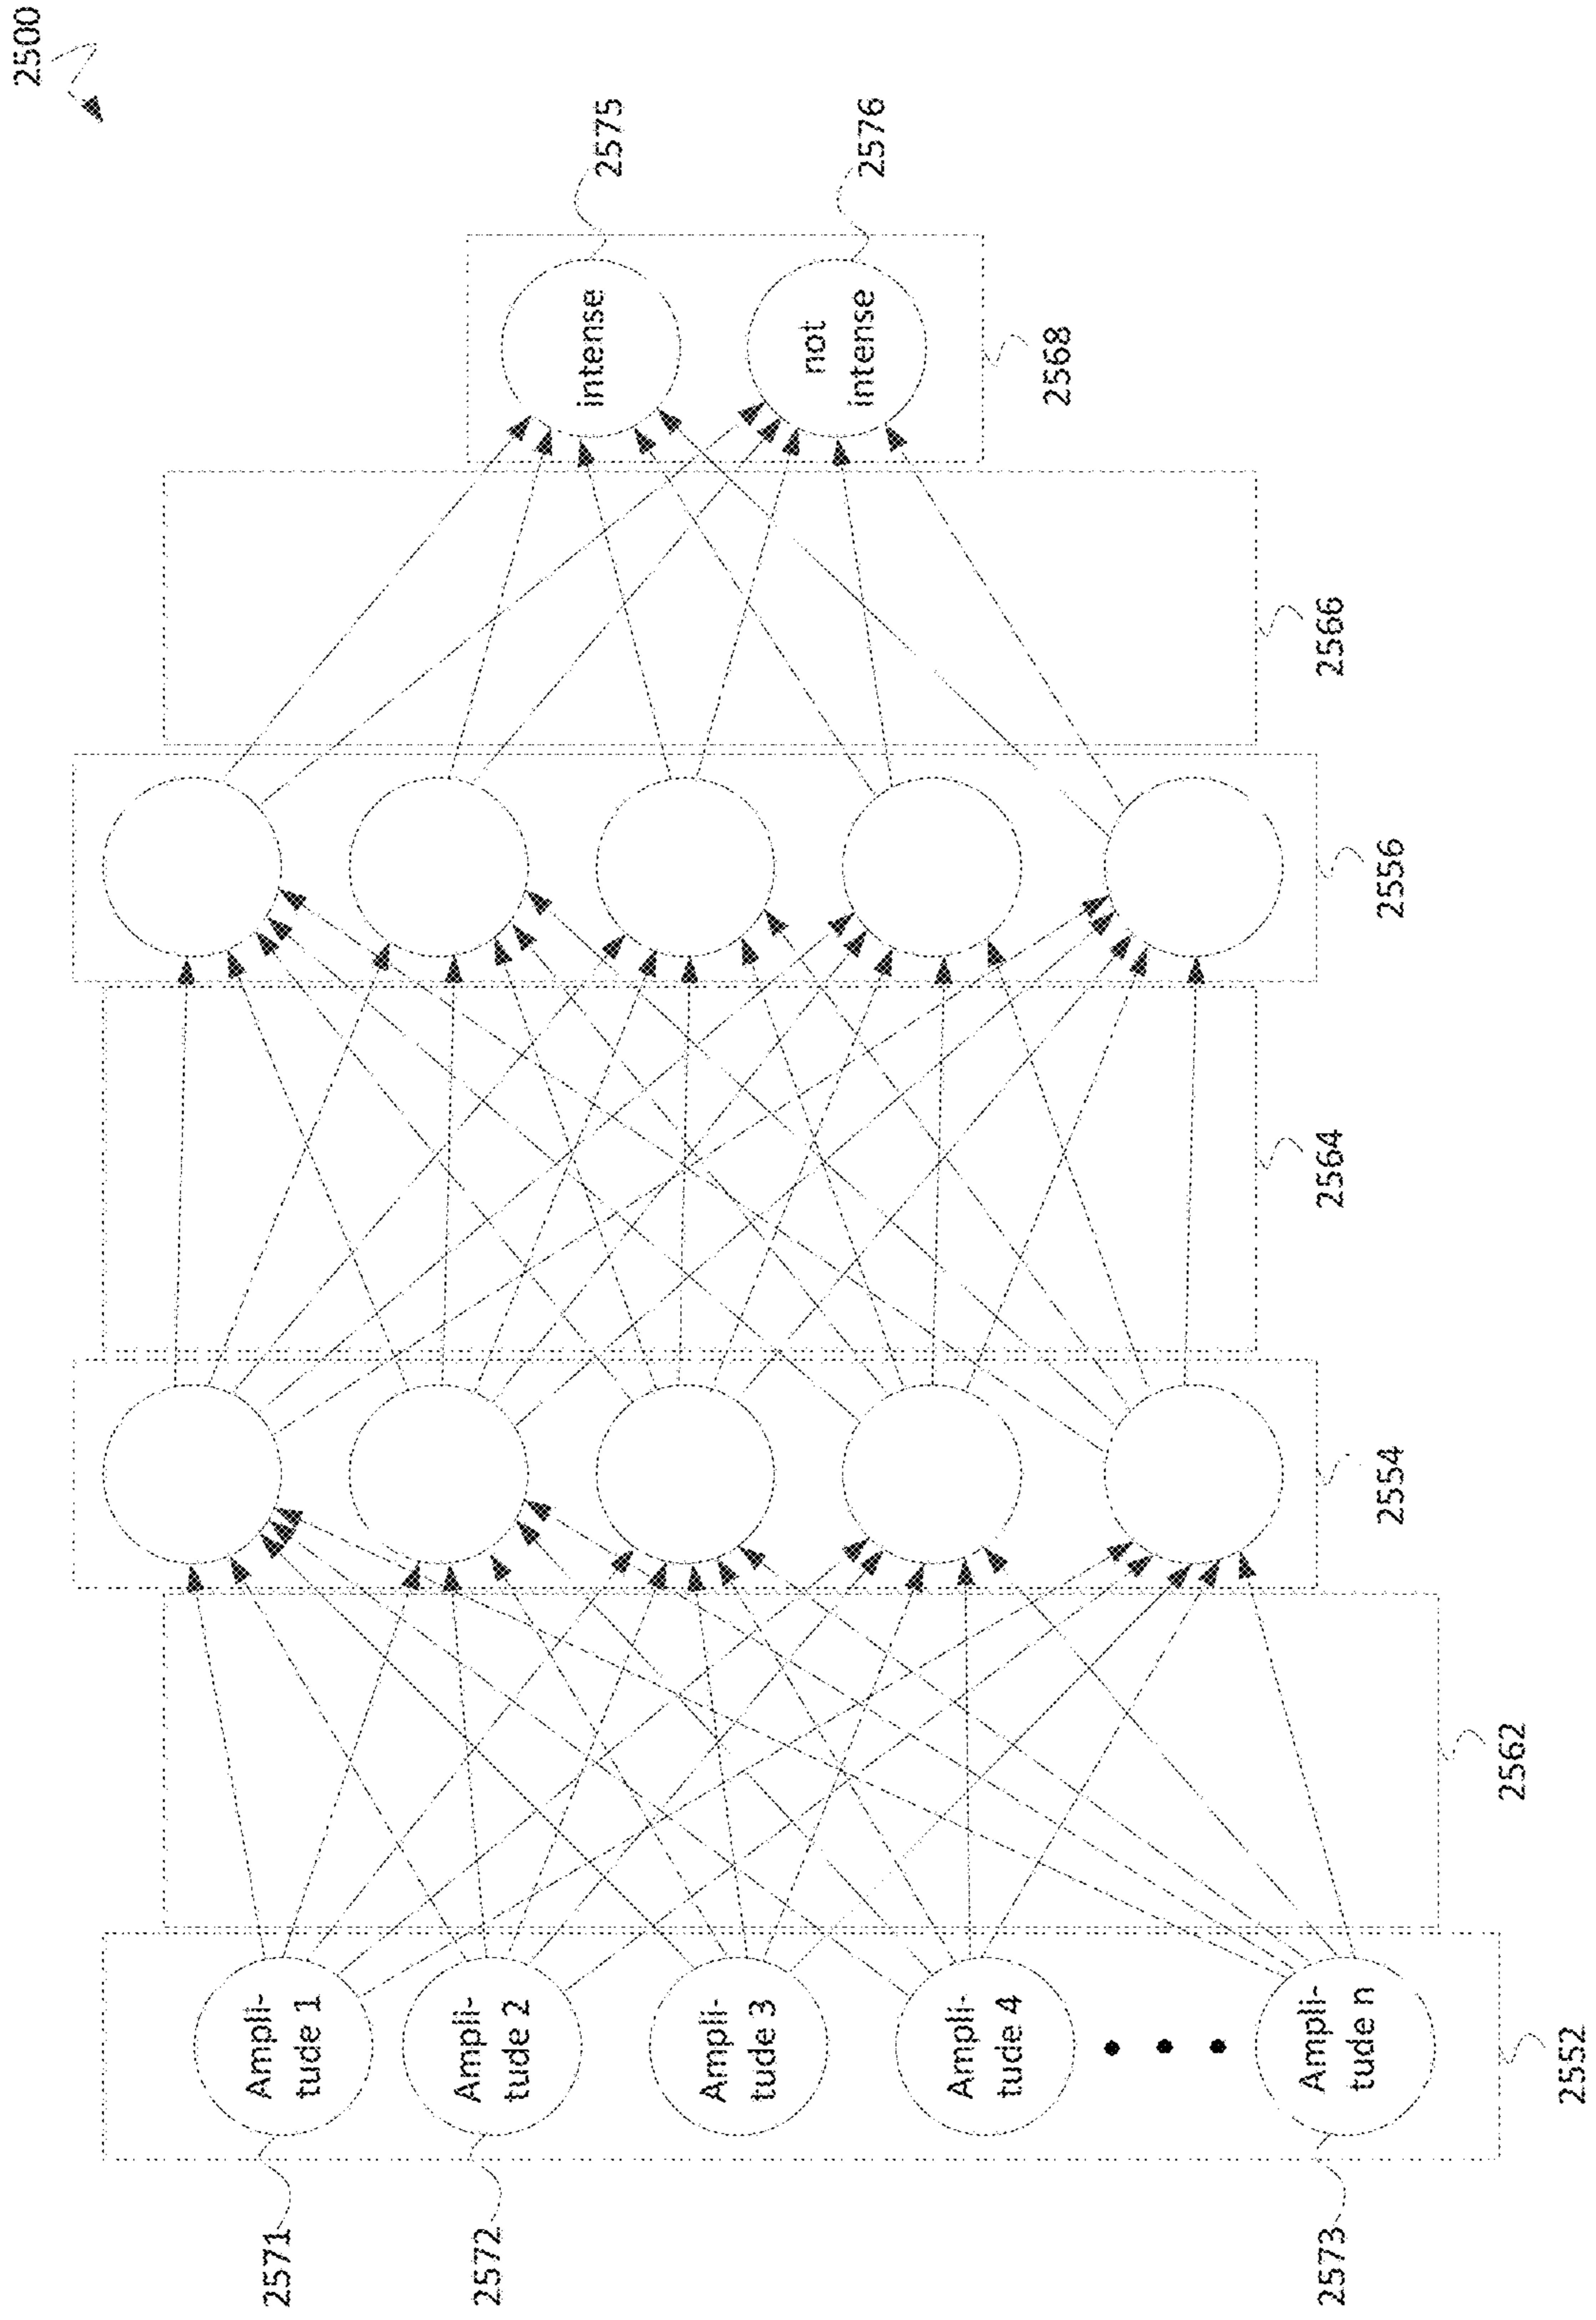 2500
2571
2572
2573
Ampli-
tude 1
Ampli-
tude 2
Ampli-
tude 3
Ampli-
tude 4
Ampli-
tude n
2552
2562
2554
2564
2556
2566
intense
not
intense
2575
2576
2568